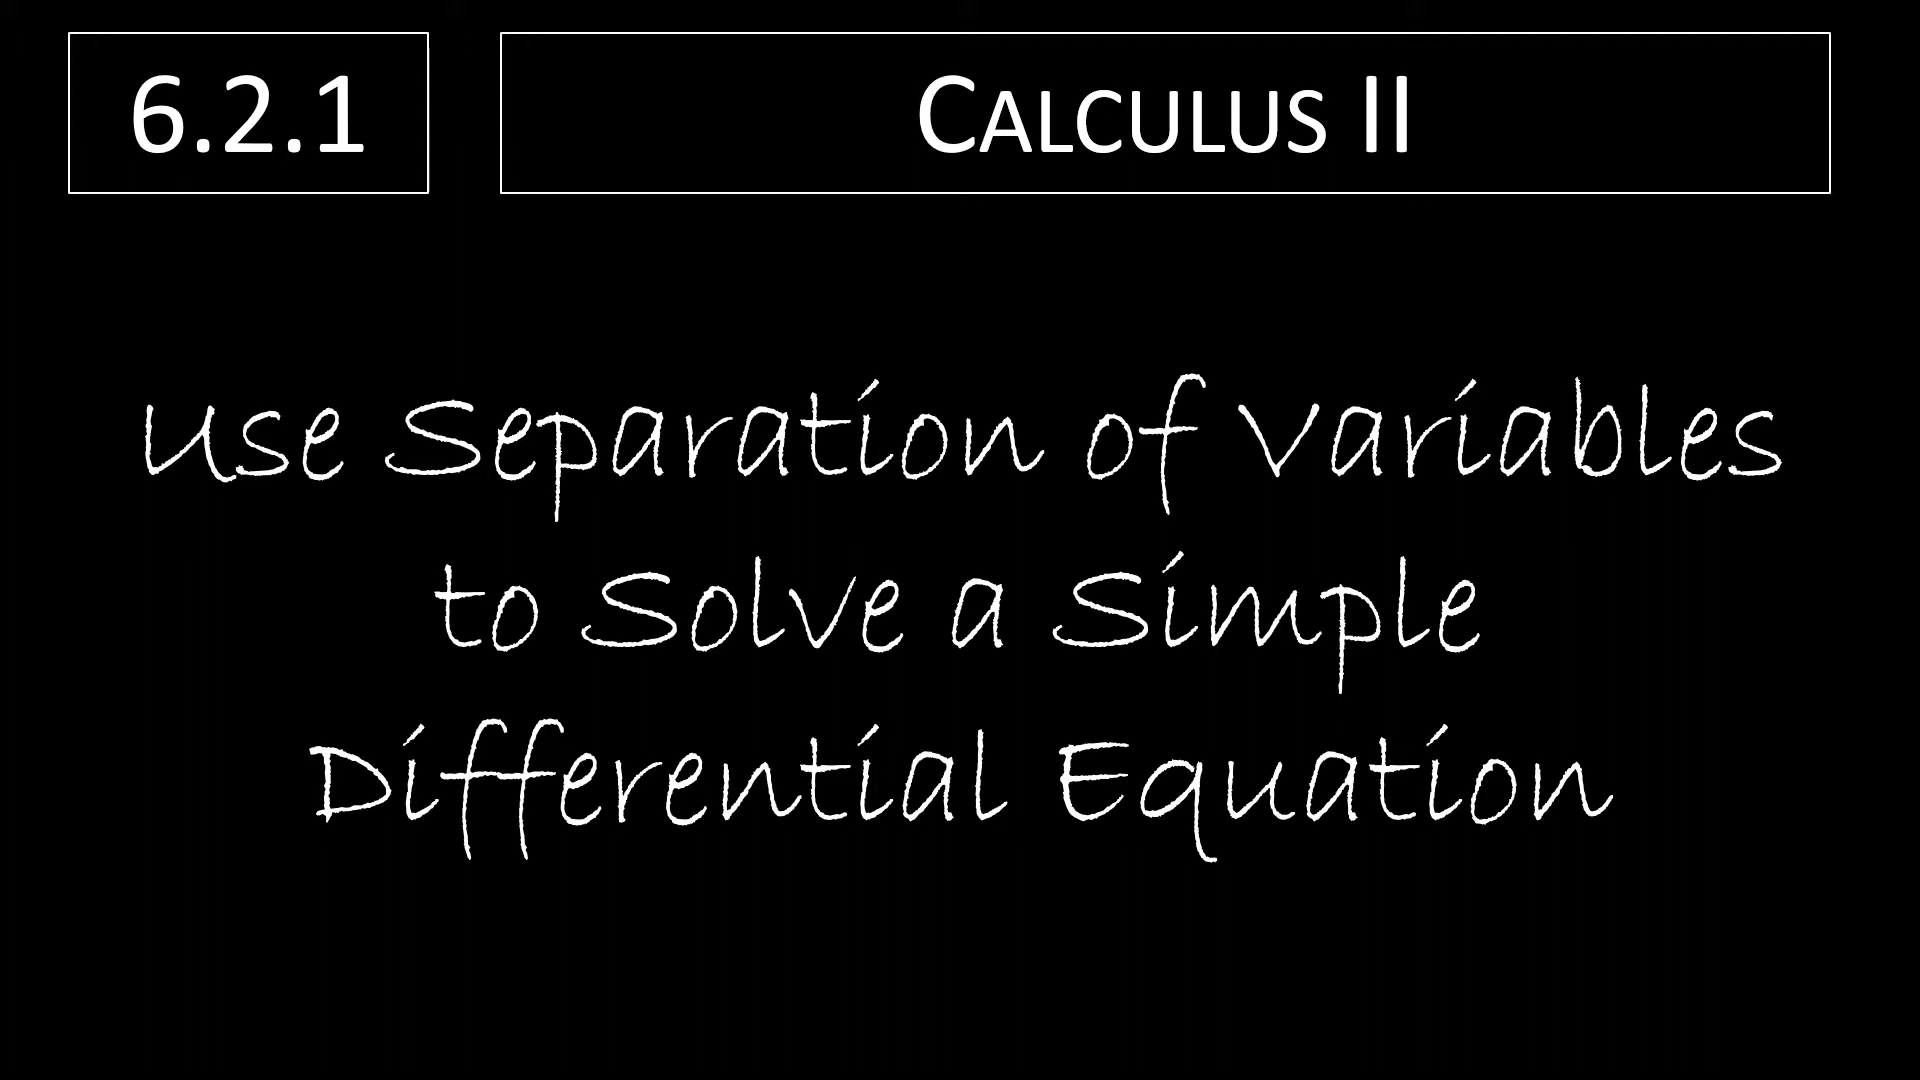 6.2.1
CALCULUS II
Use Separation of Variables
to Solve a Simple
Differential Equation